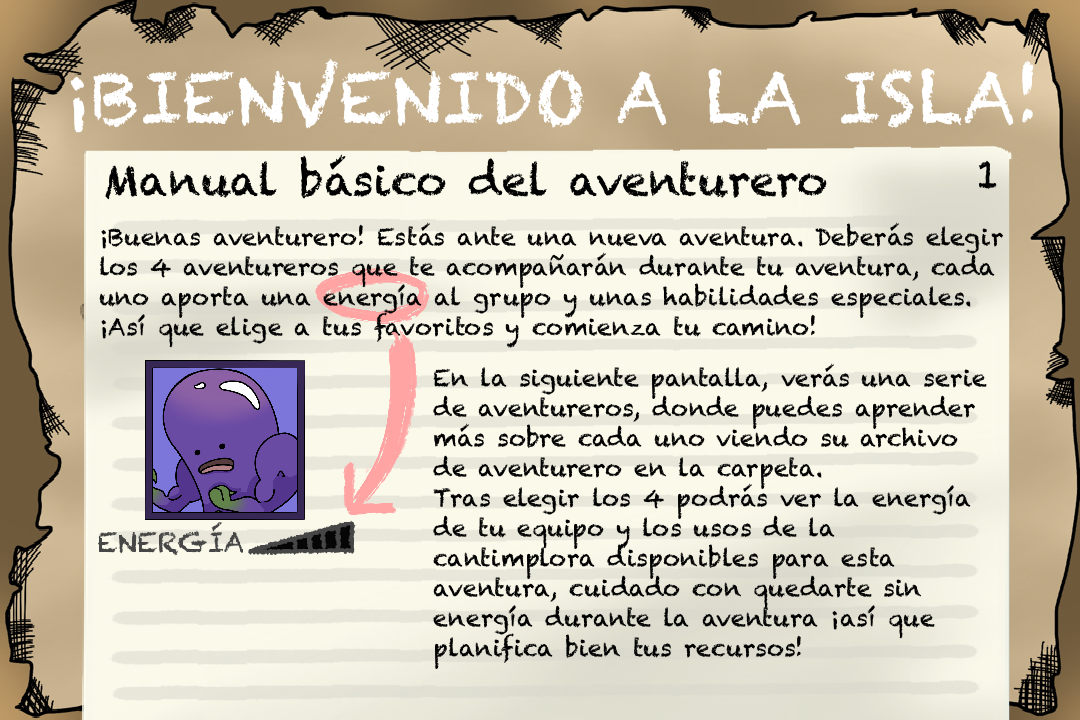 ¡BIENVENIDO A LA ISLA!
Manual básico del aventurero
1
¡Buenas aventurero! Estás ante una nueva aventura. Deberás elegir
los 4 aventureros que te acompañarán durante tu aventura, cada
uno aporta una energía al grupo y unas habilidades especiales.
¡Así que elige a tus favoritos y comienza tu camino!
En la siguiente pantalla, verás una serie
de aventureros, donde puedes aprender
más sobre cada uno viendo su archivo
de aventurero en la carpeta.
Tras elegir los 4 podrás ver la energía
de tu equipo y los usos de la
cantimplora disponibles para esta
aventura, cuidado con quedarte sin
energía durante la aventura ¡así que
planifica bien tus recursos!
ENERGÍA